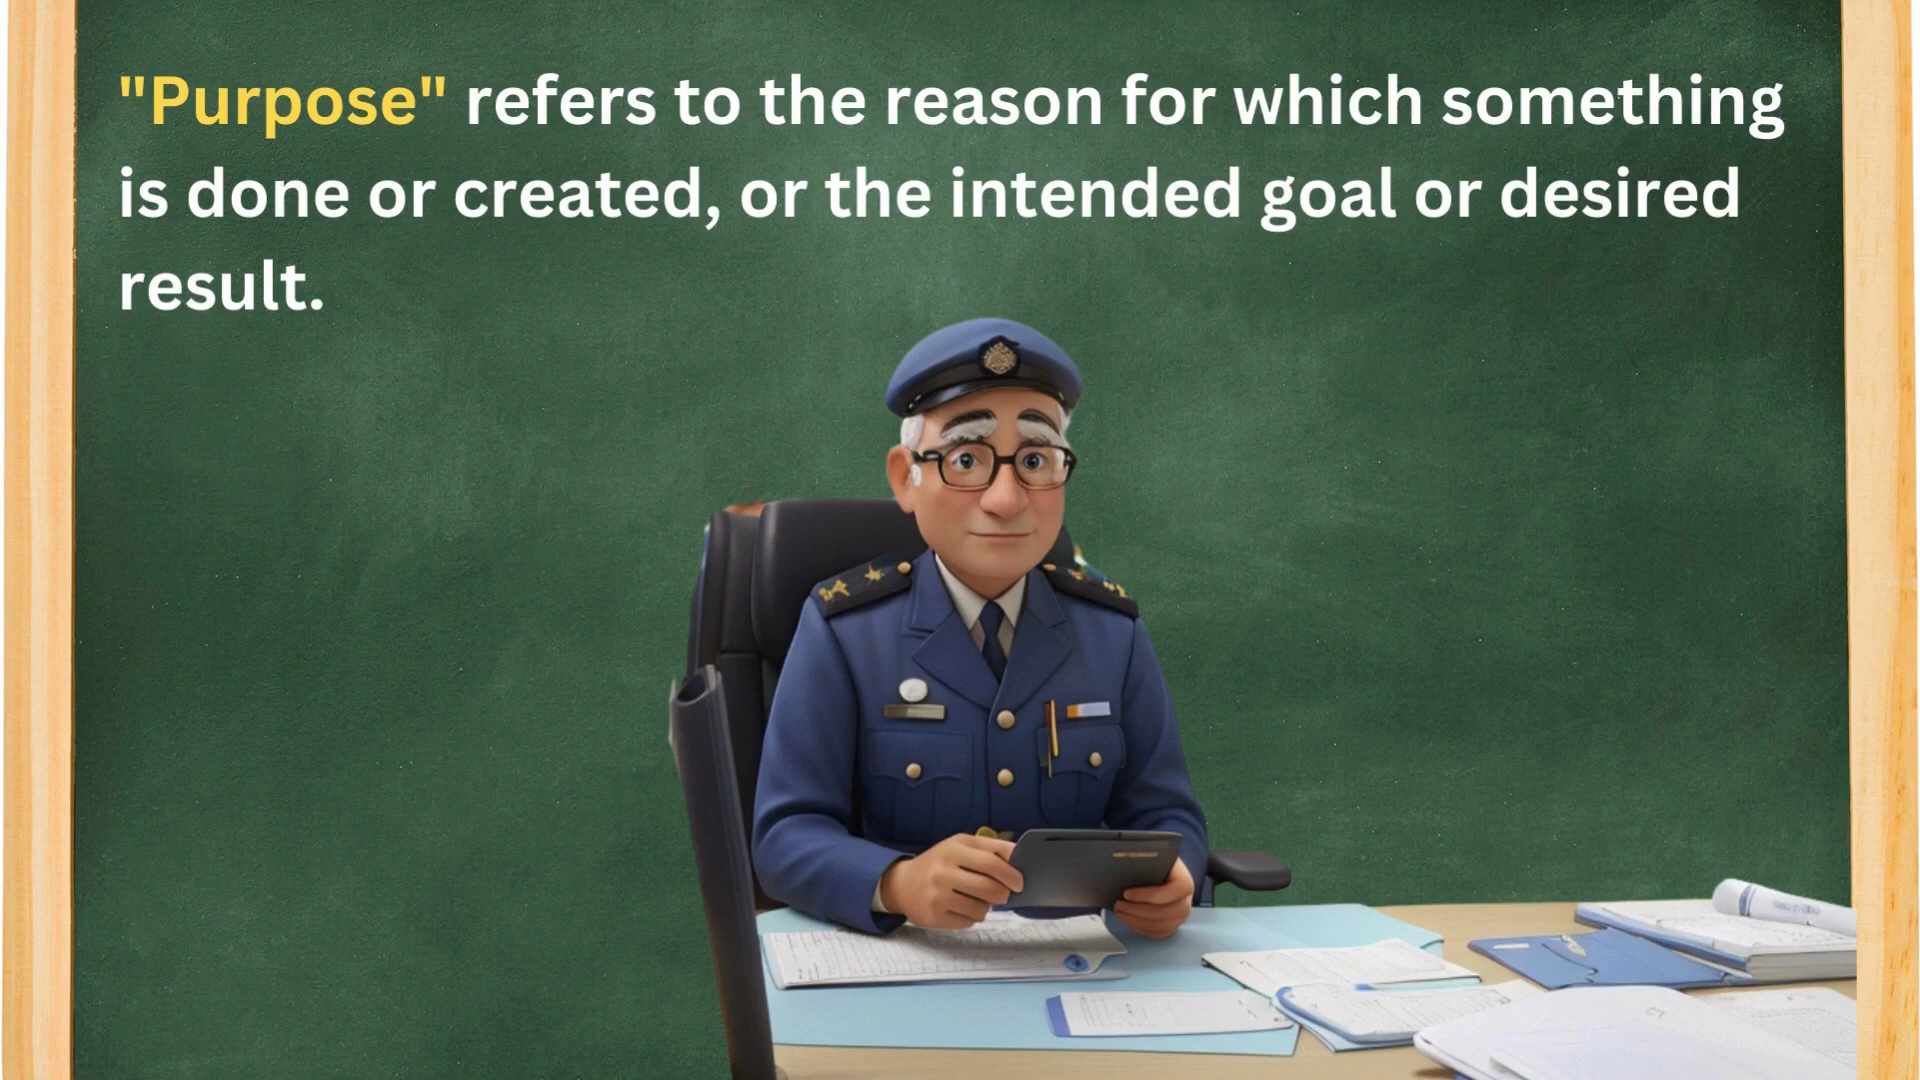 "Purpose" refers to the reason for which something
is done or created, or the intended goal or desired
result.